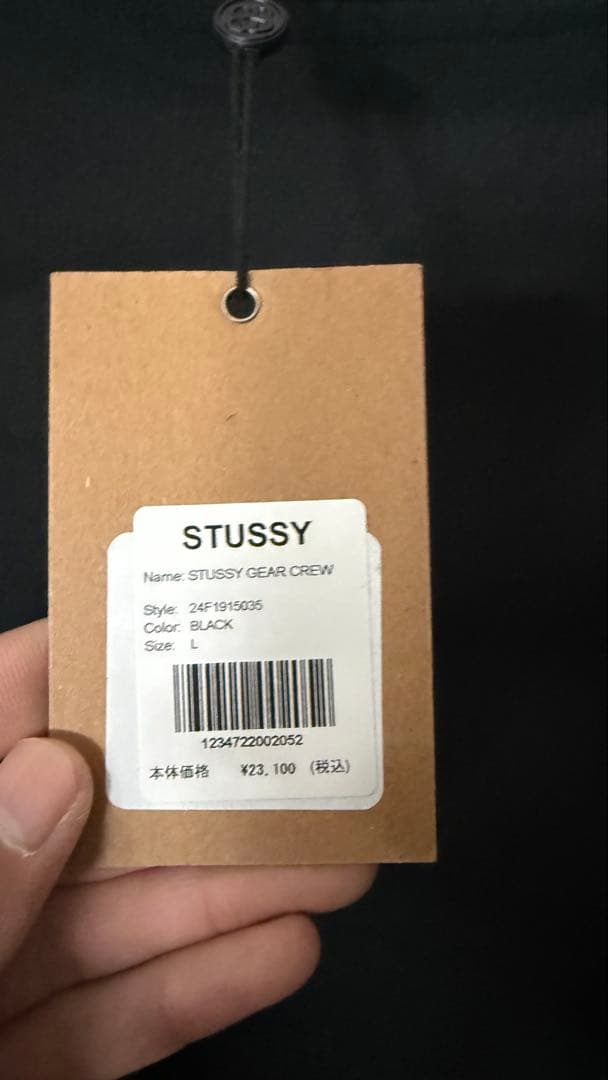 STUSSY
Name: STUSSY GEAR CREW
Style: 24F1915035
Color: BLACK
Size: L
1234722002052
本体価格 ¥23,100 (税込)